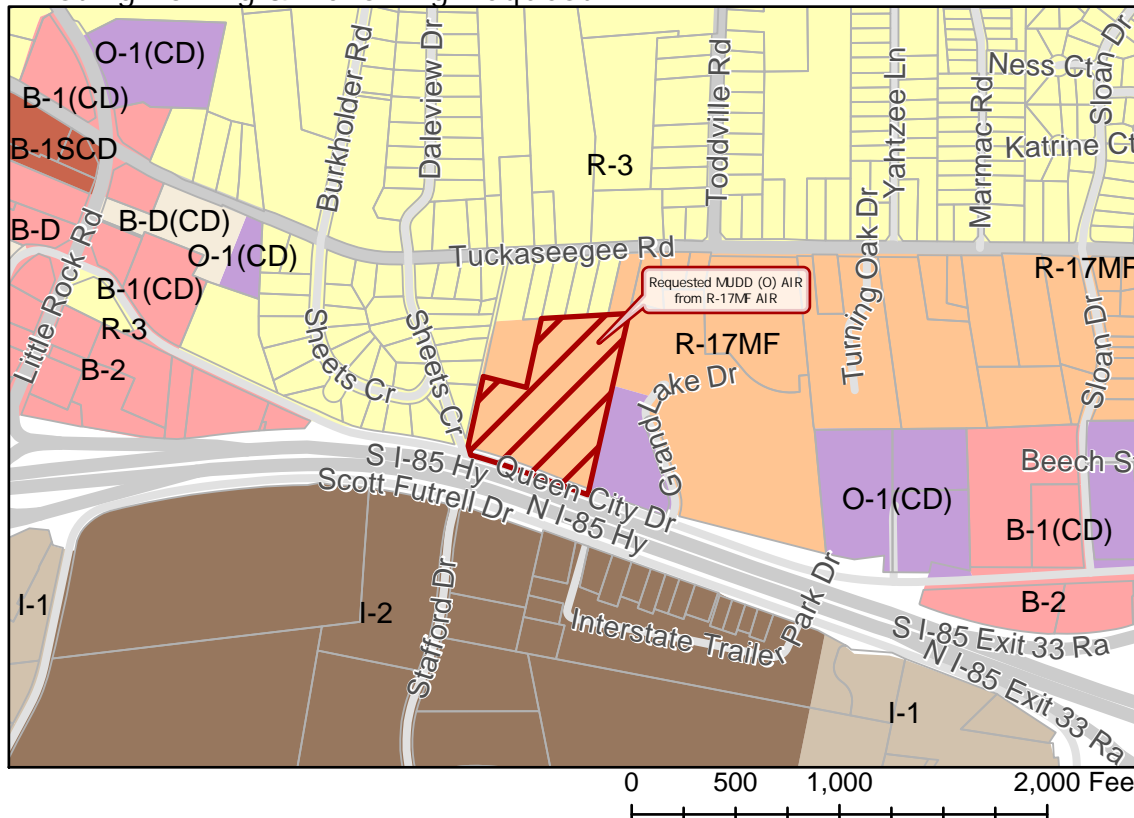 O-1(CD)
B-1(CD)
B-1SCD
B-D
B-D(CD)
O-1(CD)
B-1(CD)
R-3
B-2
Little Rock Rd
Burkholder Rd
Daleview Dr
R-3
Toddville Rd
Yahtzee Ln
Marmac Rd
Ness Ct
Sloan Dr
Katrine Ct
Tuckaseegee Rd
Requested MUDD (O) AIR
from R-17MF AIR
R-17MF
R-17MF
Turning Oak Dr
Sloan Dr
Sheets Cr
Sheets Cr
Grand Lake Dr
S I-85 Hy
Queen City Dr
Scott Futrell Dr
N I-85 Hy
O-1(CD)
Beech St
B-1(CD)
B-2
I-1
I-2
Stafford Dr
Interstate Trailer Park Dr
S I-85 Exit 33 Ra
N I-85 Exit 33 Ra
I-1
0 500 1,000 2,000 Fee